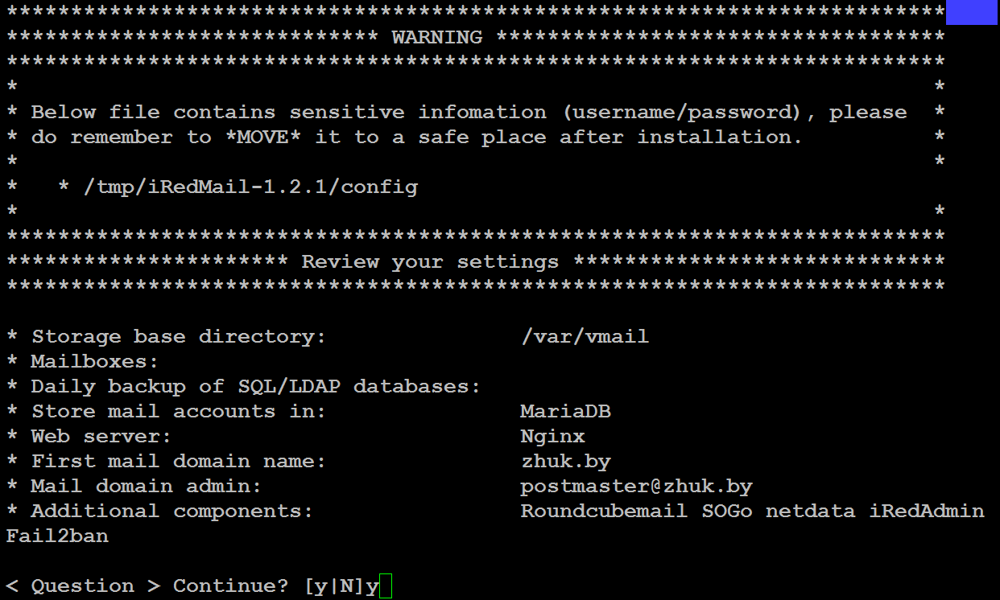 *************************************************************************
***************************** WARNING ***********************************
*************************************************************************
* *
* Below file contains sensitive infomation (username/password), please *
* do remember to *MOVE* it to a safe place after installation. *
* *
* * /tmp/iRedMail-1.2.1/config
* *
*************************************************************************
********************** Review your settings *****************************
*************************************************************************
* Storage base directory: /var/vmail
* Mailboxes:
* Daily backup of SQL/LDAP databases:
* Store mail accounts in: MariaDB
* Web server: Nginx
* First mail domain name: zhuk.by
* Mail domain admin: postmaster@zhuk.by
* Additional components: Roundcubemail SOGo netdata iRedAdmin
Fail2ban
< Question > Continue? [y|N]y